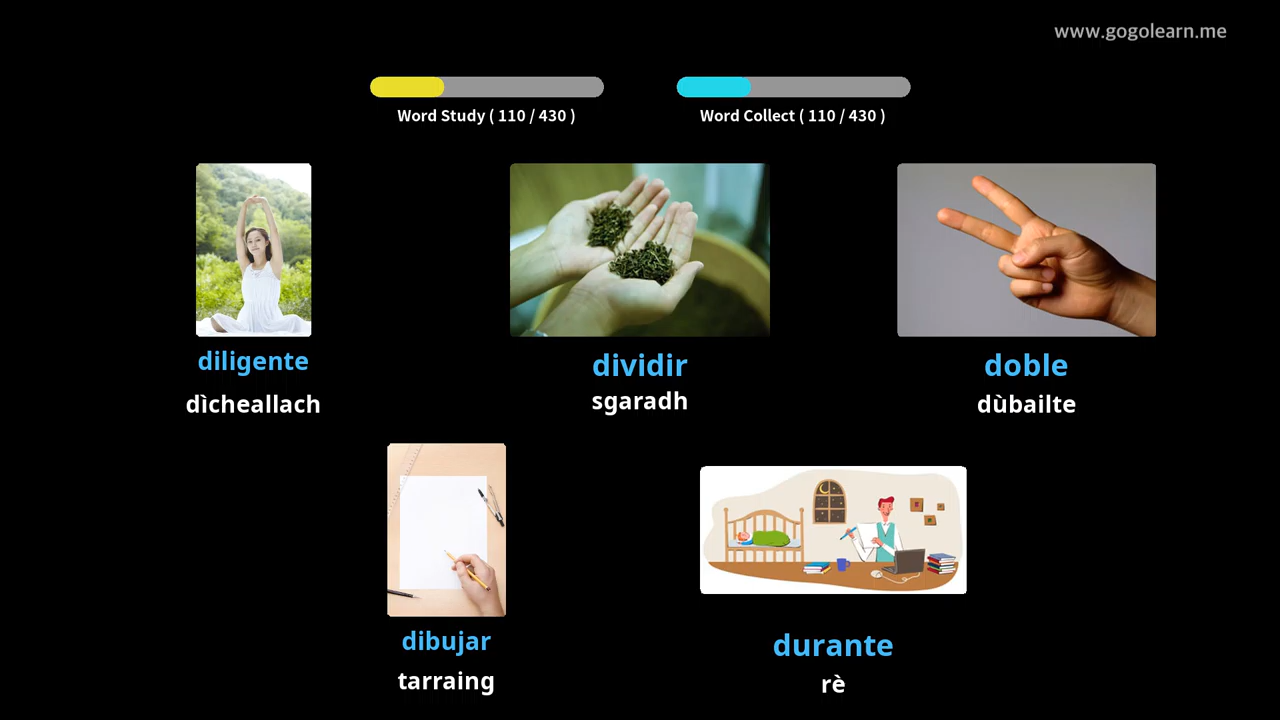 www.gogolearn.me
Word Study ( 110 / 430 )
Word Collect ( 110 / 430 )
diligente
dìcheallach
dividir
sgaradh
doble
dùbailte
dibujar
tarraing
durante
rè